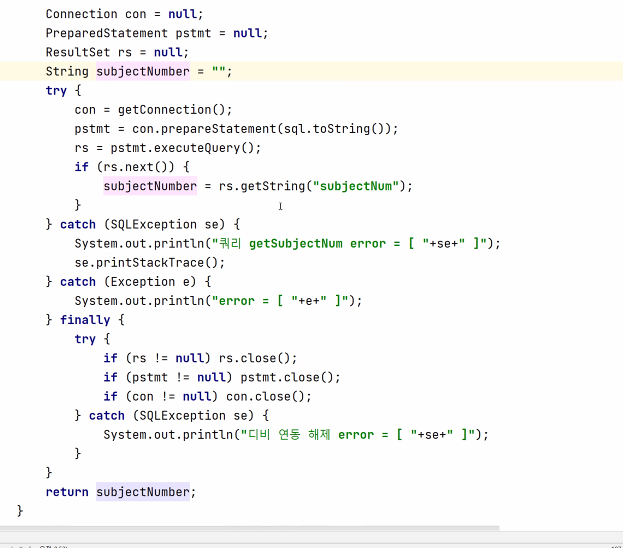 Connection con = null;
PreparedStatement pstmt = null;
ResultSet rs = null;
String subjectNumber = "";
try {
con = getConnection();
pstmt = con.prepareStatement(sql.toString());
rs = pstmt.executeQuery();
if (rs.next()) {
subjectNumber = rs.getString("subjectNum");
}
} catch (SQLException se) {
System.out.println("쿼리 getSubjectNum error = [ "+se+" ]");
se.printStackTrace();
} catch (Exception e) {
System.out.println("error = [ "+e+" ]");
} finally {
try {
if (rs != null) rs.close();
if (pstmt != null) pstmt.close();
if (con != null) con.close();
} catch (SQLException se) {
System.out.println("디비 연동 해제 error = [ "+se+" ]");
}
}
return subjectNumber;
}